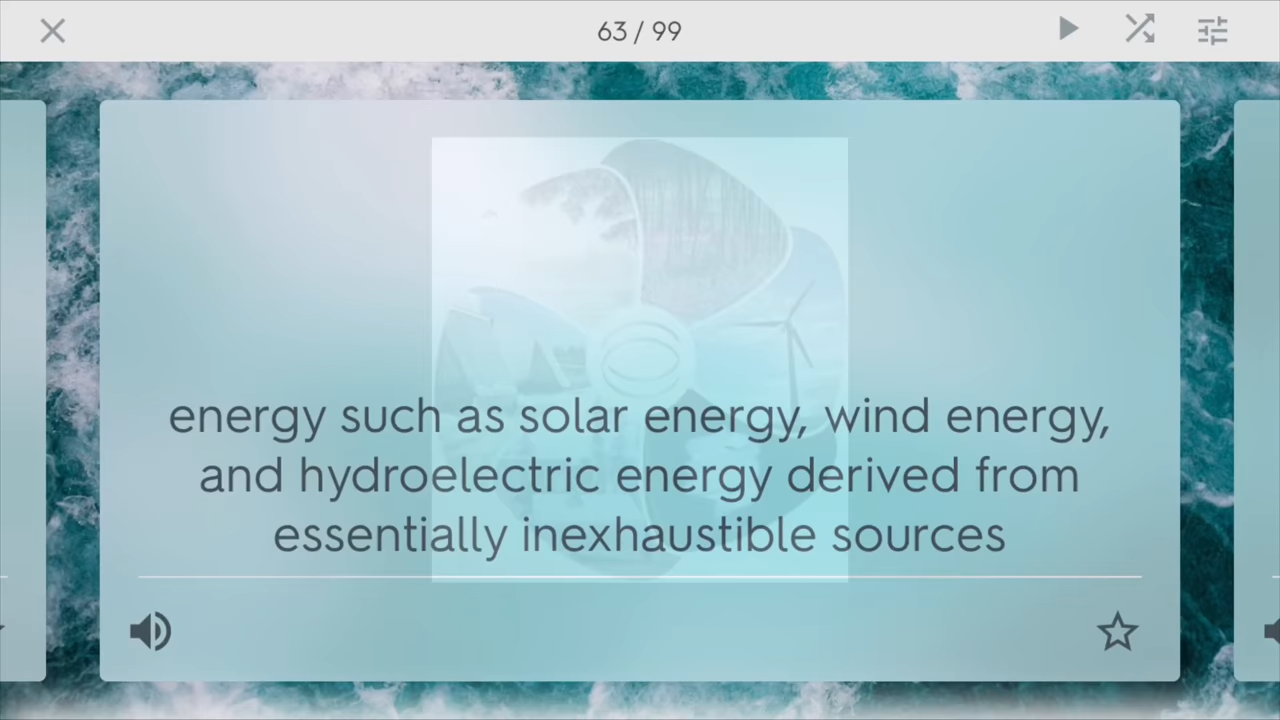 63 / 99
energy such as solar energy, wind energy,
and hydroelectric energy derived from
essentially inexhaustible sources